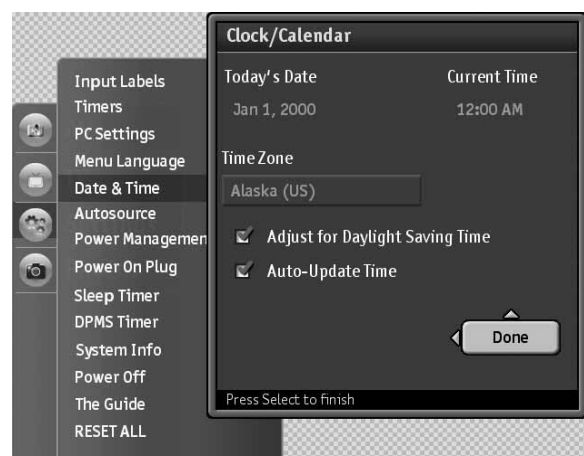 Input Labels
Timers
PC Settings
Menu Language
Date & Time
Autosource
Power Managemen
Power On Plug
Sleep Timer
DPMS Timer
System Info
Power Off
The Guide
RESET ALL
Clock/Calendar
Today's Date Current Time
Jan 1, 2000 12:00 AM
Time Zone
Alaska (US)
Adjust for Daylight Saving Time
Auto-Update Time
Done
Press Select to finish